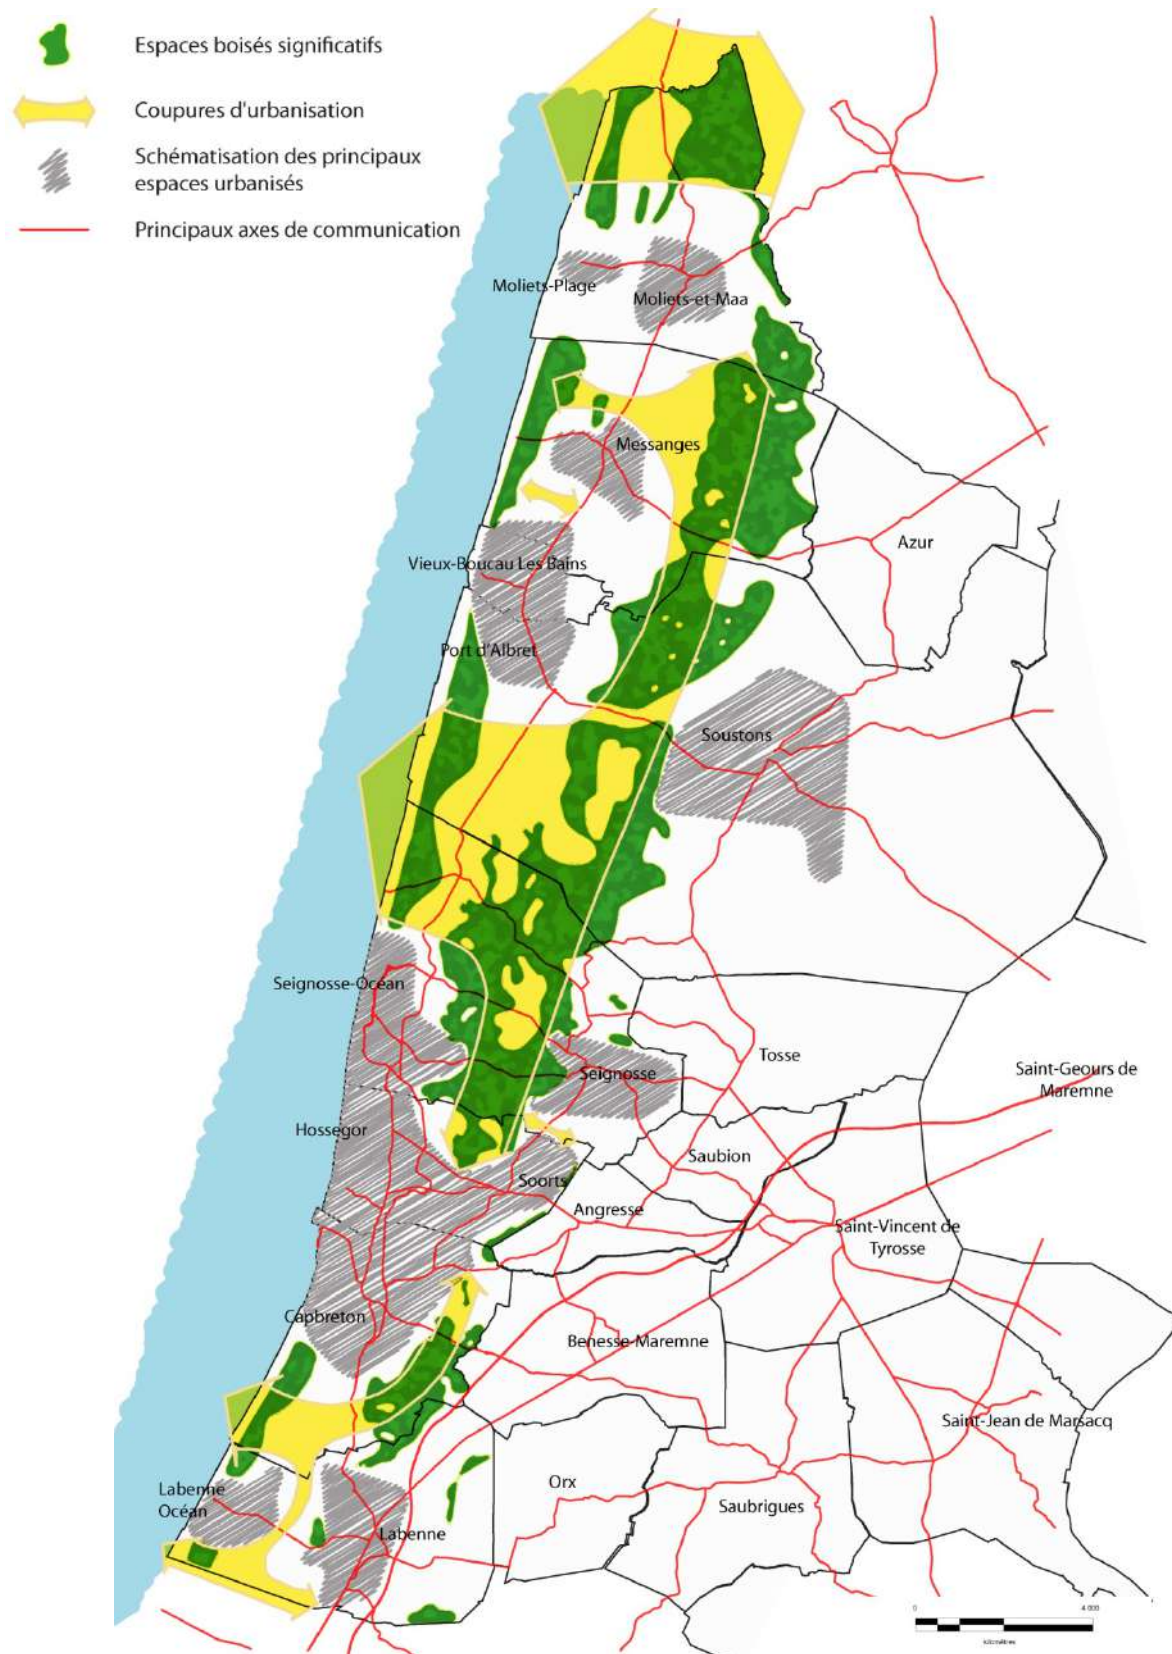 Espaces boisés significatifs
Coupures d'urbanisation
Schématisation des principaux
espaces urbanisés
Principaux axes de communication
Moliets-Plage
Moliets-et-Maa
Messanges
Azur
Vieux-Boucau Les Bains
Port d'Albret
Soustons
Seignosse-Océan
Tosse
Seignosse
Saint-Geours de
Maremne
Hossegor
Saubion
Soorts
Angresse
Saint-Vincent de
Tyrosse
Capbreton
Benesse-Maremne
Saint-Jean de Marsacq
Labenne
Océan
Orx
Saubrigues
Labenne
0 4 000
kilomètres